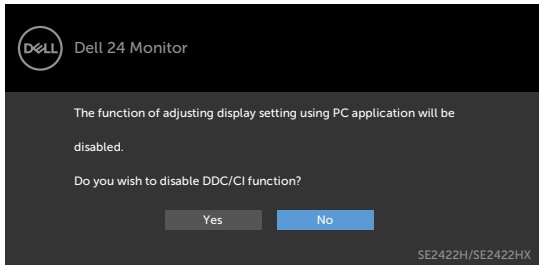 DELL
Dell 24 Monitor
The function of adjusting display setting using PC application will be
disabled.
Do you wish to disable DDC/CI function?
Yes No
SE2422H/SE2422HX